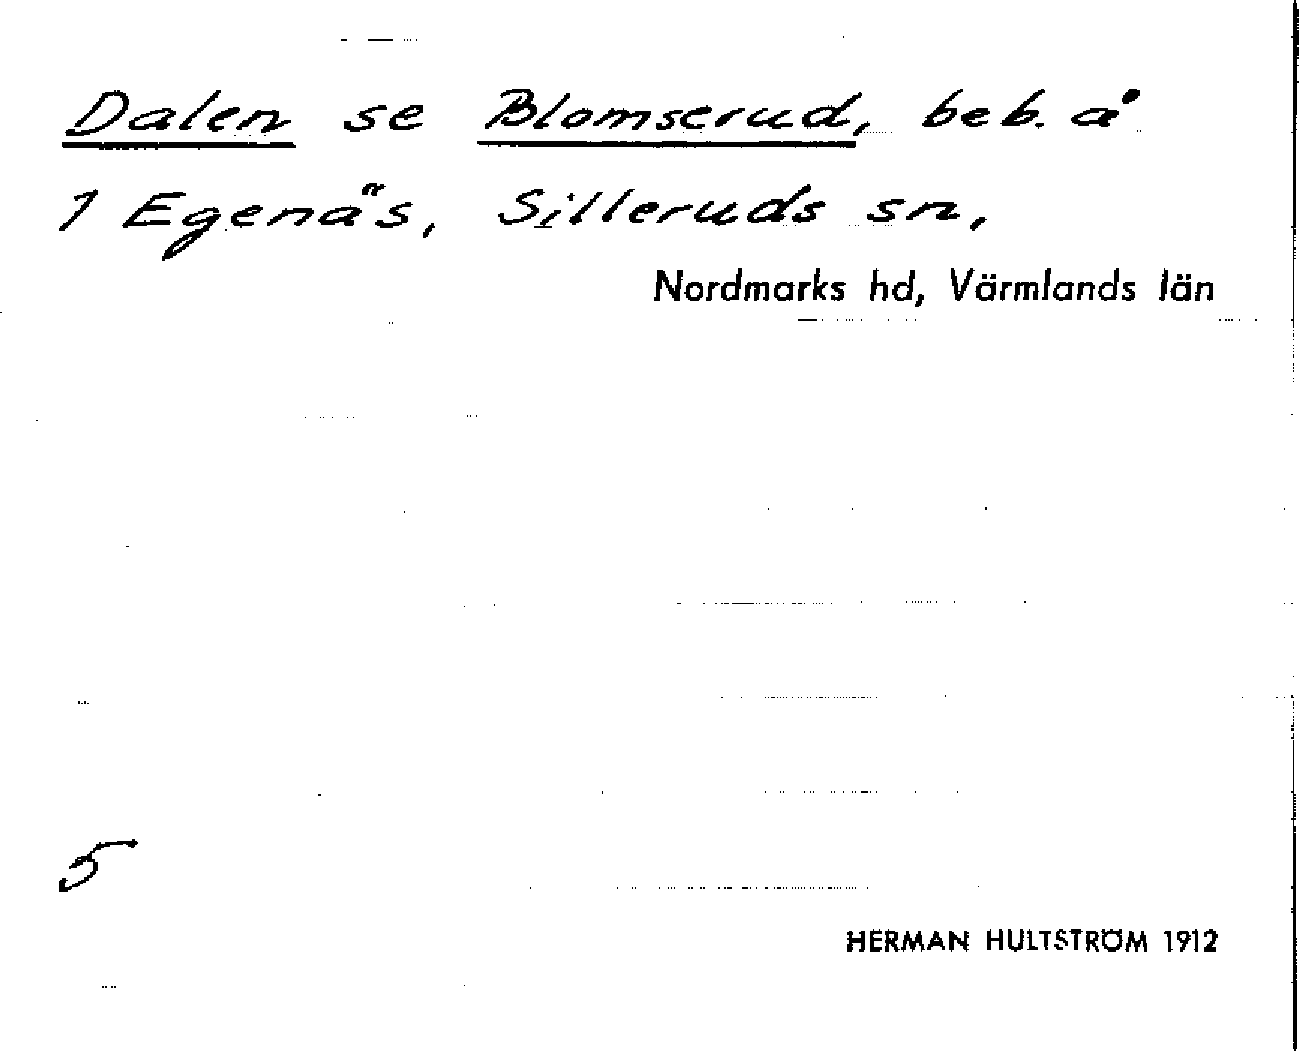 Dalen se Blomserud, beb. å
1 Egenäs, Silleruds sn,
Nordmarks hd, Värmlands län
5
HERMAN HULTSTRÖM 1912